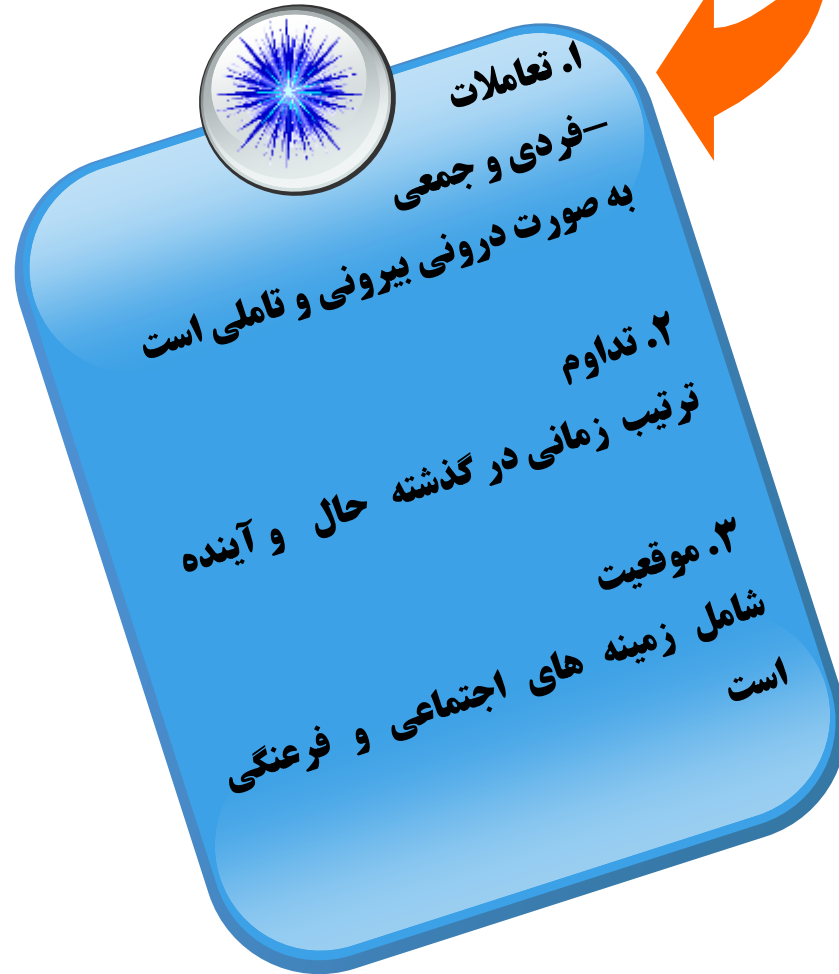 ۱. تعاملات
–فردی و جمعی
به صورت درونی بیرونی و تاملی است
۲. تداوم
ترتیب زمانی در گذشته حال و آینده
۳. موقعیت
شامل زمینه های اجتماعی و فرعنگی
است